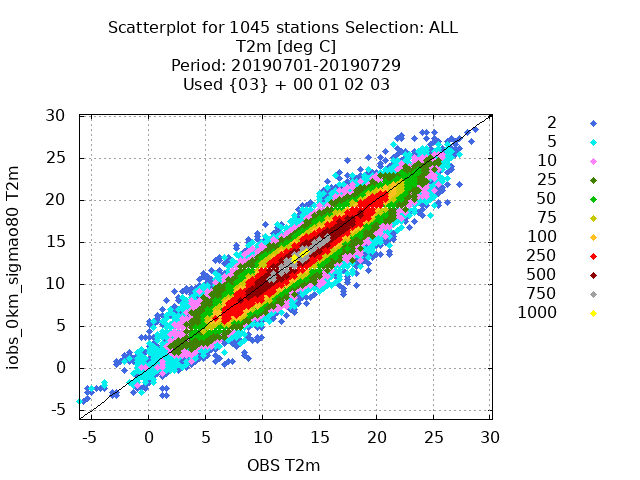 Scatterplot for 1045 stations Selection: ALL
T2m [deg C]
Period: 20190701-20190729
Used {03} + 00 01 02 03
iobs_0km_sigmao80 T2m
30
25
20
15
10
5
0
-5
-5 0 5 10 15 20 25 30
OBS T2m
2
5
10
25
50
75
100
250
500
750
1000